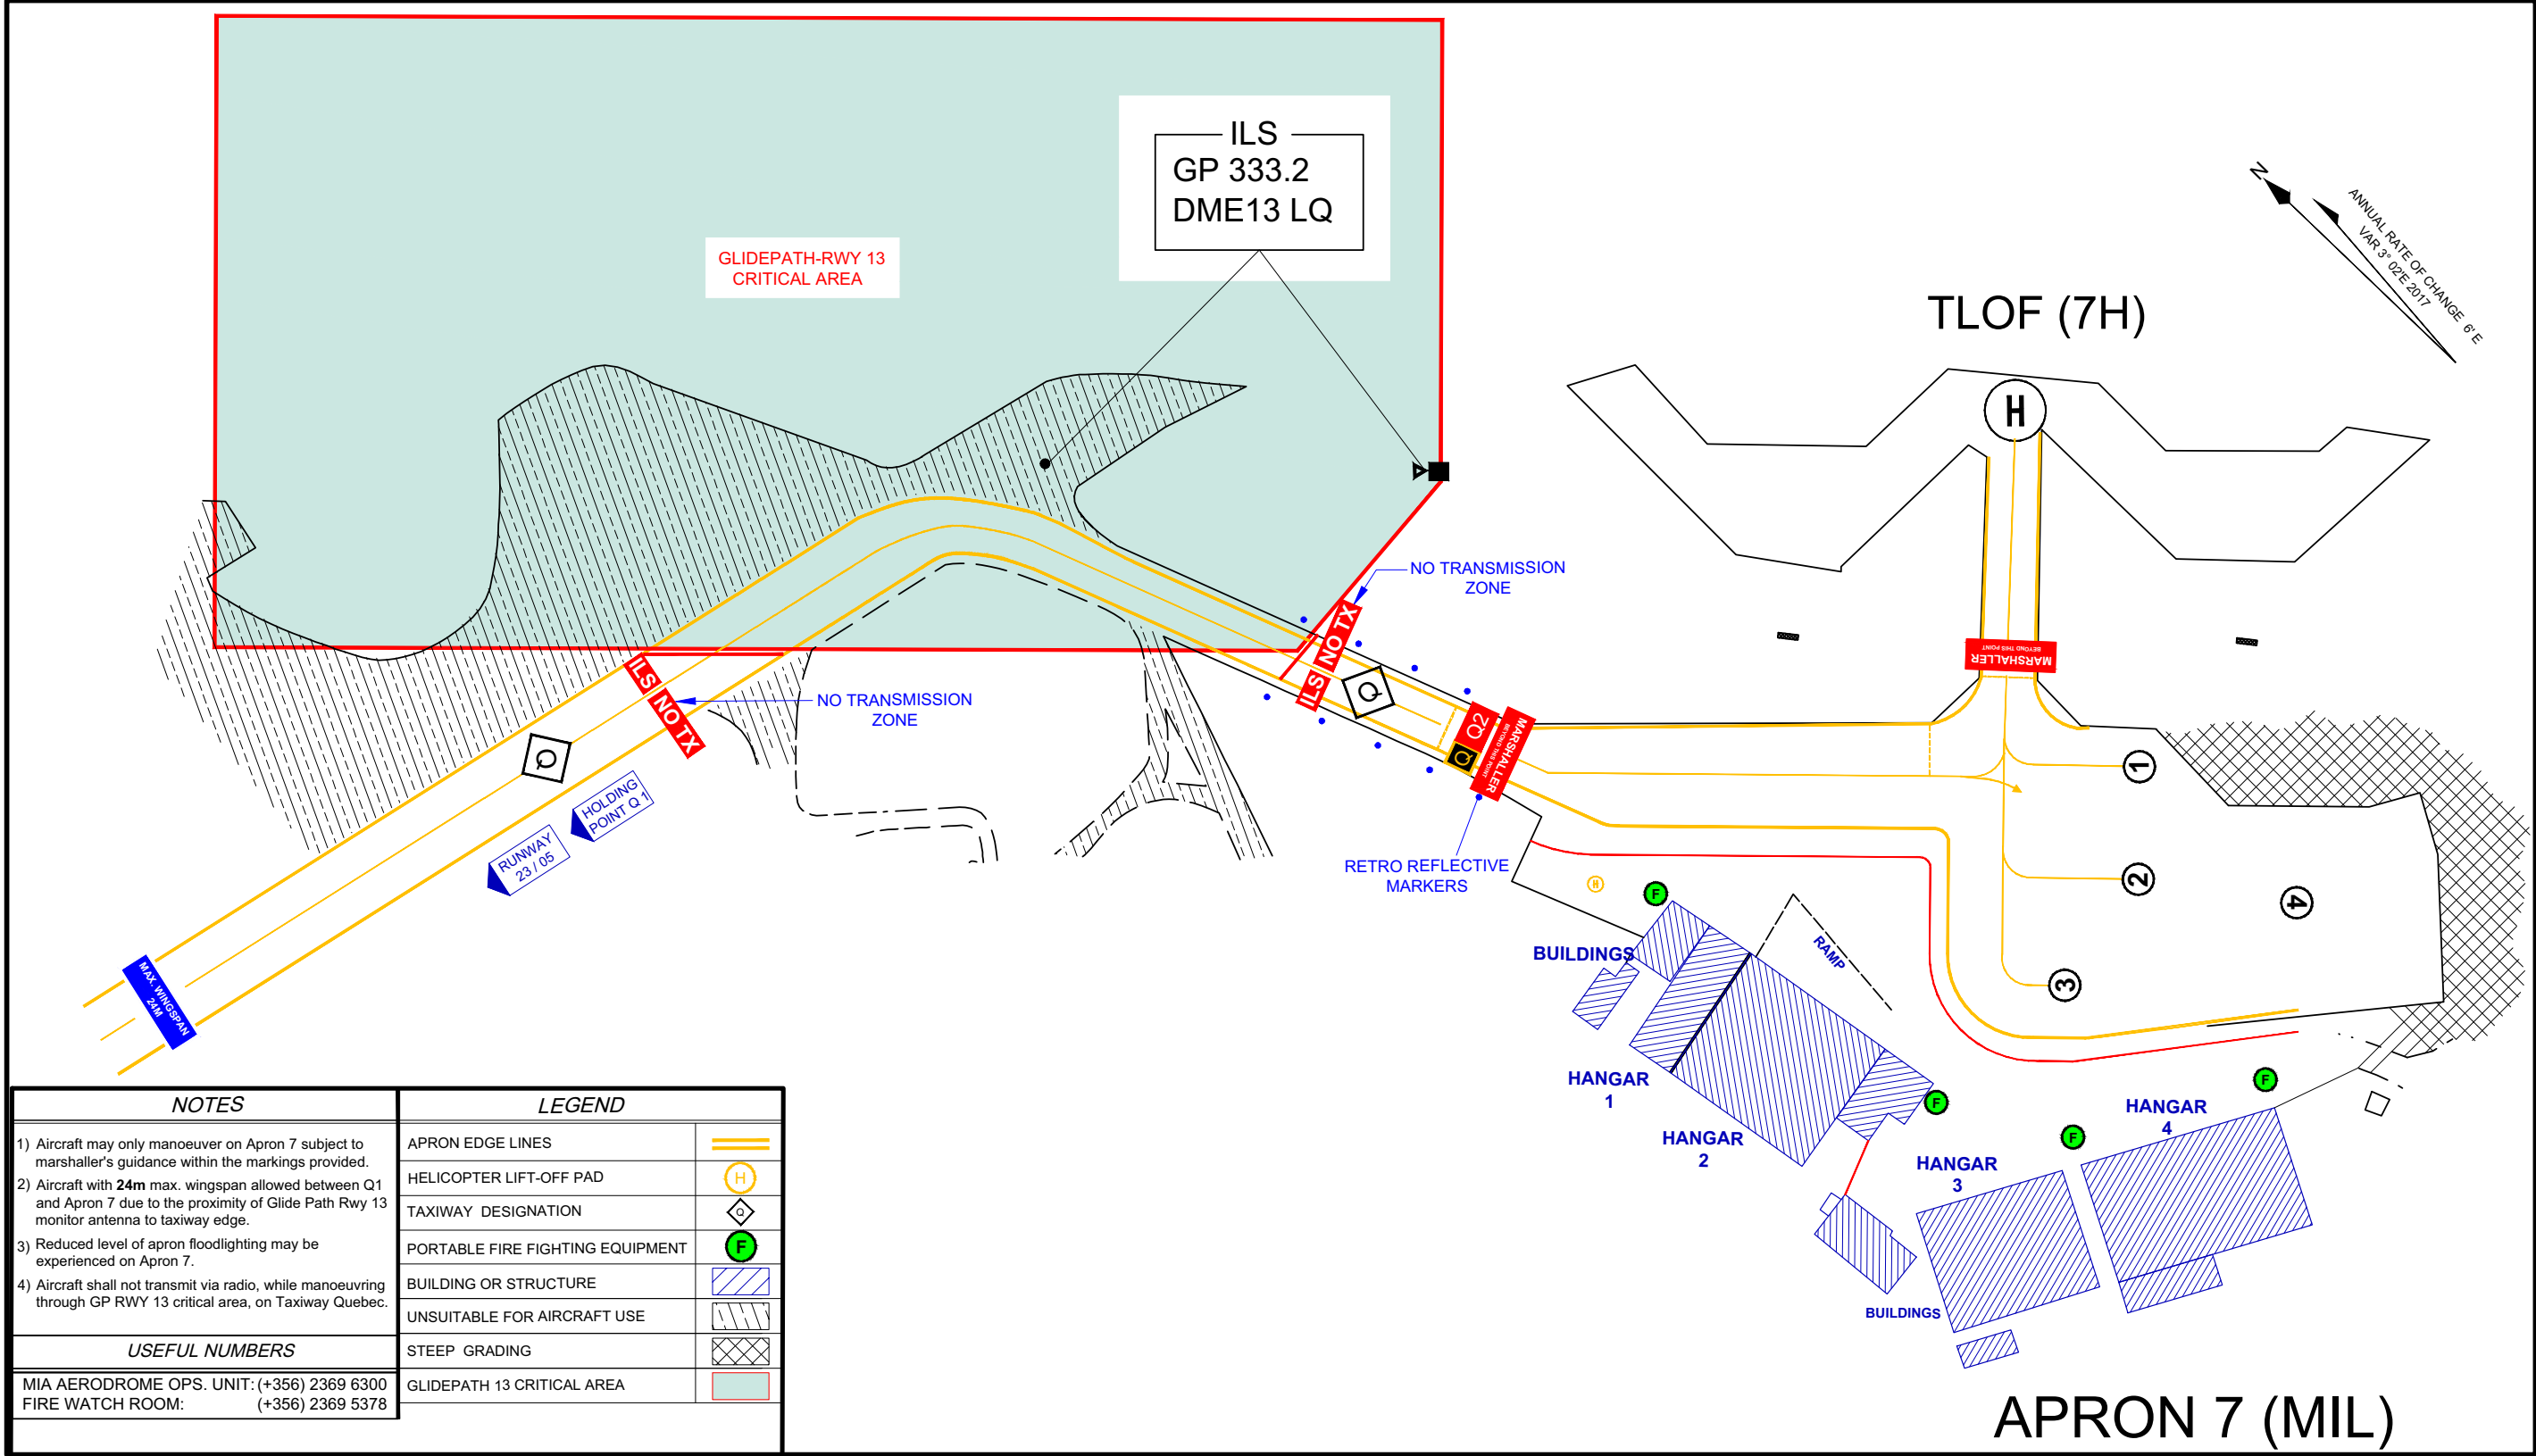 ILS
GP 333.2
DME13 LQ
GLIDEPATH-RWY 13
CRITICAL AREA
N
ANNUAL RATE OF CHANGE 6' E
VAR 3° 02'E 2017
TLOF (7H)
H
NO TRANSMISSION
ZONE
ILS NO TX
Q
MARSHALLER
BEYOND THIS POINT
NO TRANSMISSION
ZONE
ILS NO TX
Q
Q Q2
MARSHALLER
BEYOND THIS POINT
HOLDING
POINT Q 1
RUNWAY
23 / 05
RETRO REFLECTIVE
MARKERS
1
2
3
4
H
F
BUILDINGS
RAMP
MAX. WINGSPAN
24M
HANGAR
1
HANGAR
2
F
HANGAR
3
F
HANGAR
4
F
BUILDINGS
NOTES
1) Aircraft may only manoeuver on Apron 7 subject to
marshaller's guidance within the markings provided.
2) Aircraft with 24m max. wingspan allowed between Q1
and Apron 7 due to the proximity of Glide Path Rwy 13
monitor antenna to taxiway edge.
3) Reduced level of apron floodlighting may be
experienced on Apron 7.
4) Aircraft shall not transmit via radio, while manoeuvring
through GP RWY 13 critical area, on Taxiway Quebec.
USEFUL NUMBERS
MIA AERODROME OPS. UNIT: (+356) 2369 6300
FIRE WATCH ROOM: (+356) 2369 5378
LEGEND
APRON EDGE LINES
HELICOPTER LIFT-OFF PAD H
TAXIWAY DESIGNATION Q
PORTABLE FIRE FIGHTING EQUIPMENT F
BUILDING OR STRUCTURE
UNSUITABLE FOR AIRCRAFT USE
STEEP GRADING
GLIDEPATH 13 CRITICAL AREA
APRON 7 (MIL)